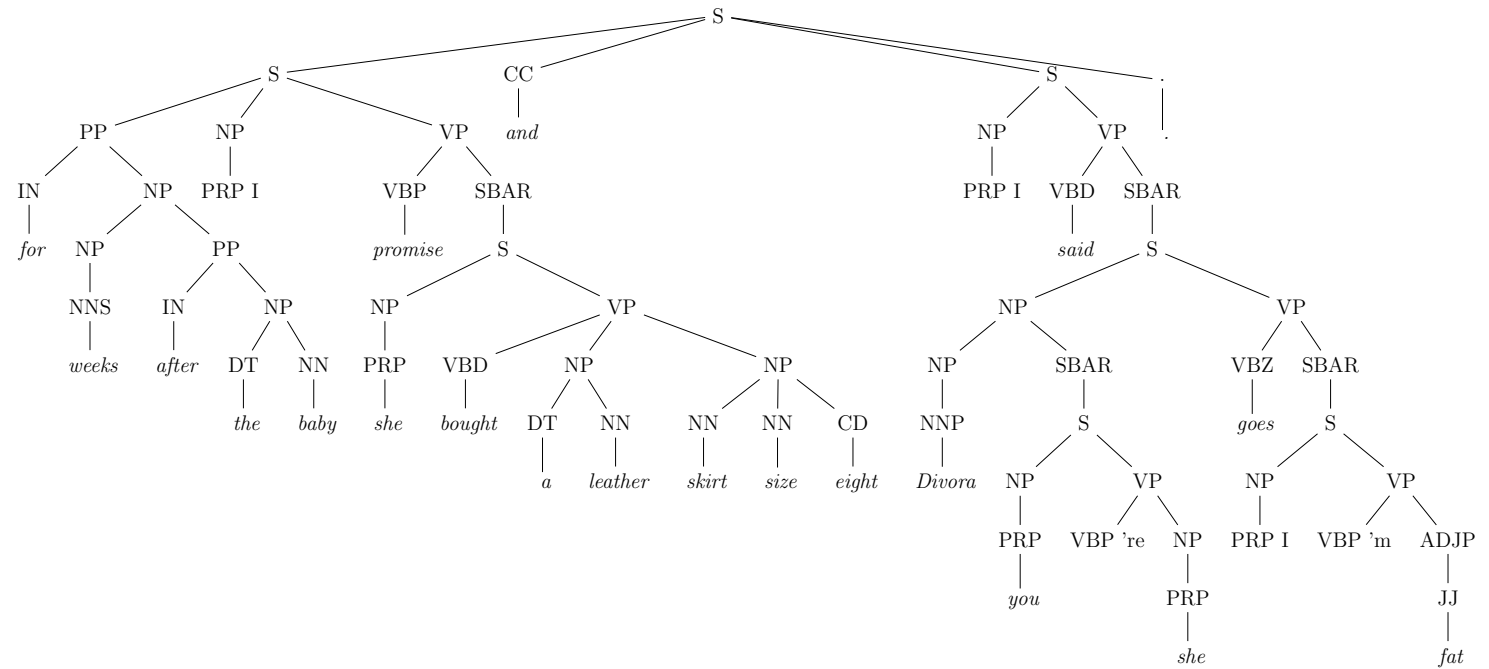 S
S CC S .
PP NP VP and NP VP .
IN NP PRP I VBP SBAR PRP I VBD SBAR
for NP PP promise S said S
NNS IN NP NP VP NP VP
weeks after DT NN PRP VBD NP NP NP SBAR VBZ SBAR
the baby she bought DT NN NN NN CD NNP S goes S
a leather skirt size eight Divora NP VP NP VP
PRP VBP 're NP PRP I VBP 'm ADJP
you PRP JJ
she fat